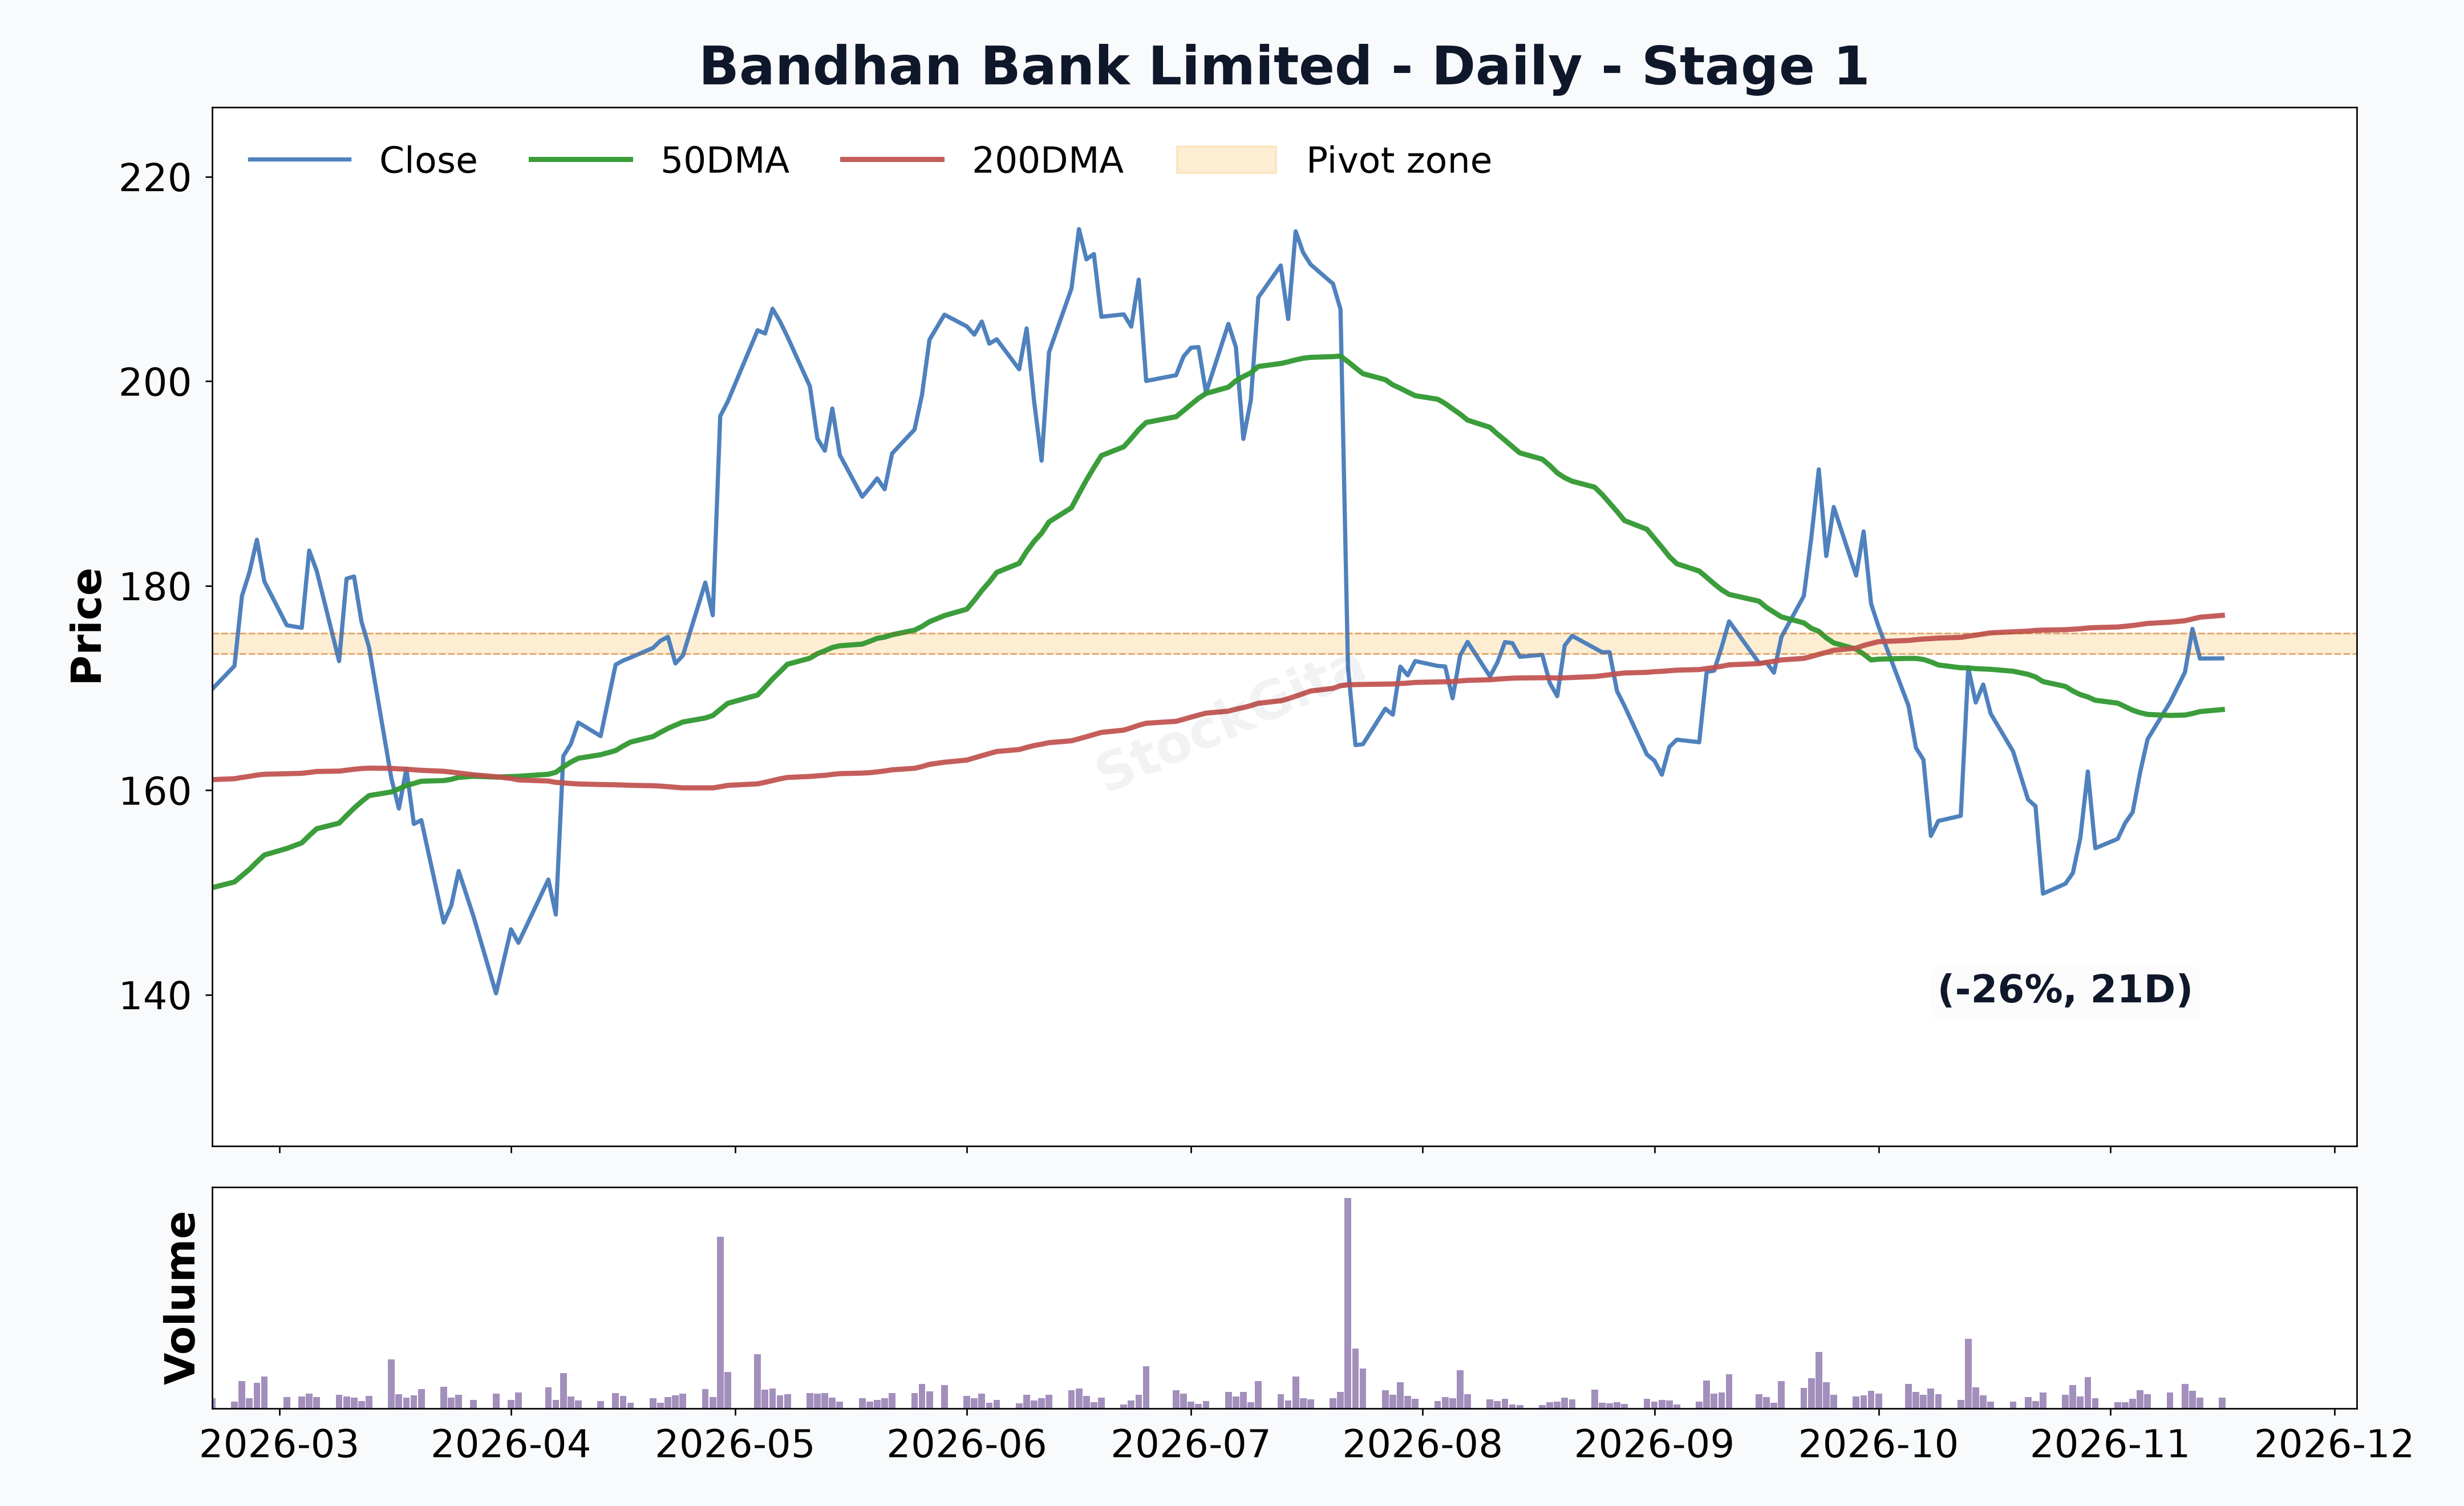 Bandhan Bank Limited - Daily - Stage 1
Close 50DMA 200DMA Pivot zone
220
200
180
160
140
Price
StockGita
(-26%, 21D)
Volume
2026-03 2026-04 2026-05 2026-06 2026-07 2026-08 2026-09 2026-10 2026-11 2026-12